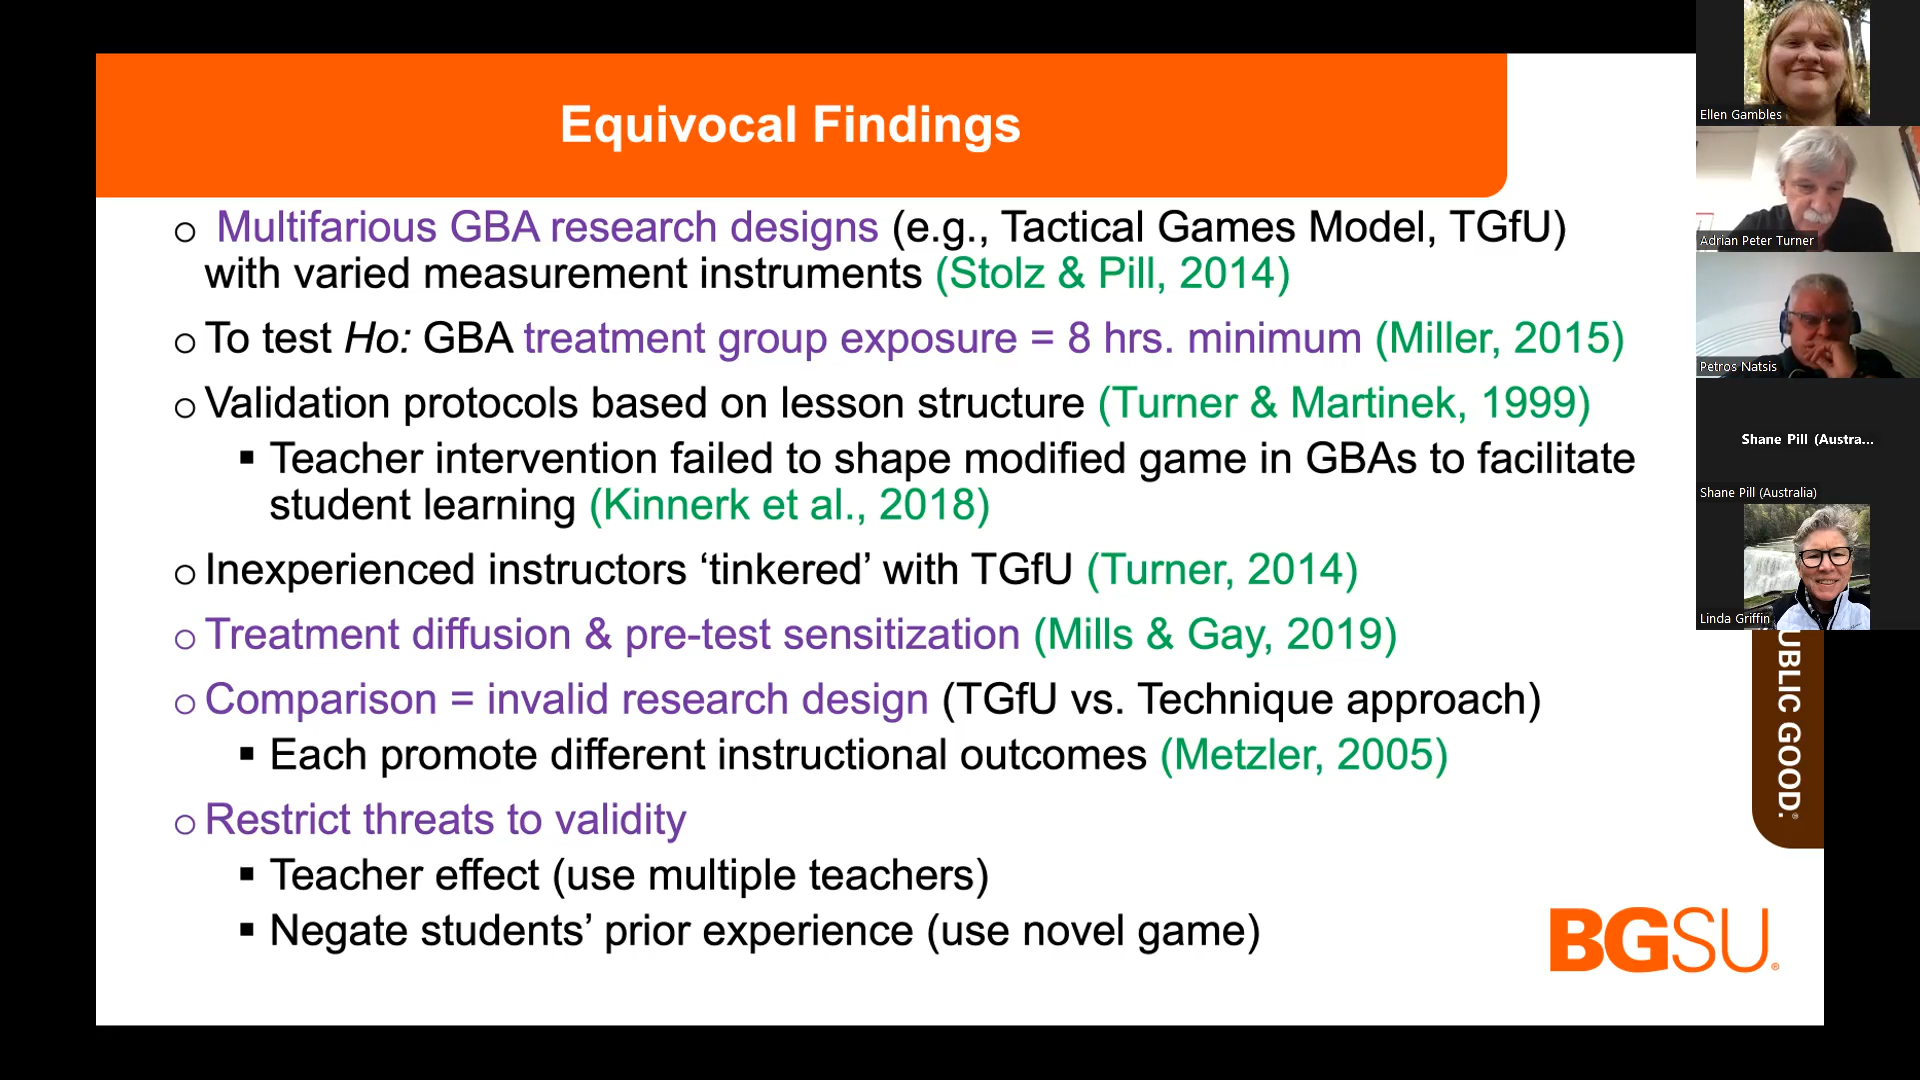 Equivocal Findings
o Multifarious GBA research designs (e.g., Tactical Games Model, TGfU)
with varied measurement instruments (Stolz & Pill, 2014)
o To test Ho: GBA treatment group exposure = 8 hrs. minimum (Miller, 2015)
o Validation protocols based on lesson structure (Turner & Martinek, 1999)
▪ Teacher intervention failed to shape modified game in GBAs to facilitate
student learning (Kinnerk et al., 2018)
o Inexperienced instructors ‘tinkered’ with TGfU (Turner, 2014)
o Treatment diffusion & pre-test sensitization (Mills & Gay, 2019)
o Comparison = invalid research design (TGfU vs. Technique approach)
▪ Each promote different instructional outcomes (Metzler, 2005)
o Restrict threats to validity
▪ Teacher effect (use multiple teachers)
▪ Negate students’ prior experience (use novel game)
UBLIC GOOD.®
BGSU®
Ellen Gambles
Adrian Peter Turner
Petros Natsis
Shane Pill (Austra...
Shane Pill (Australia)
Linda Griffin